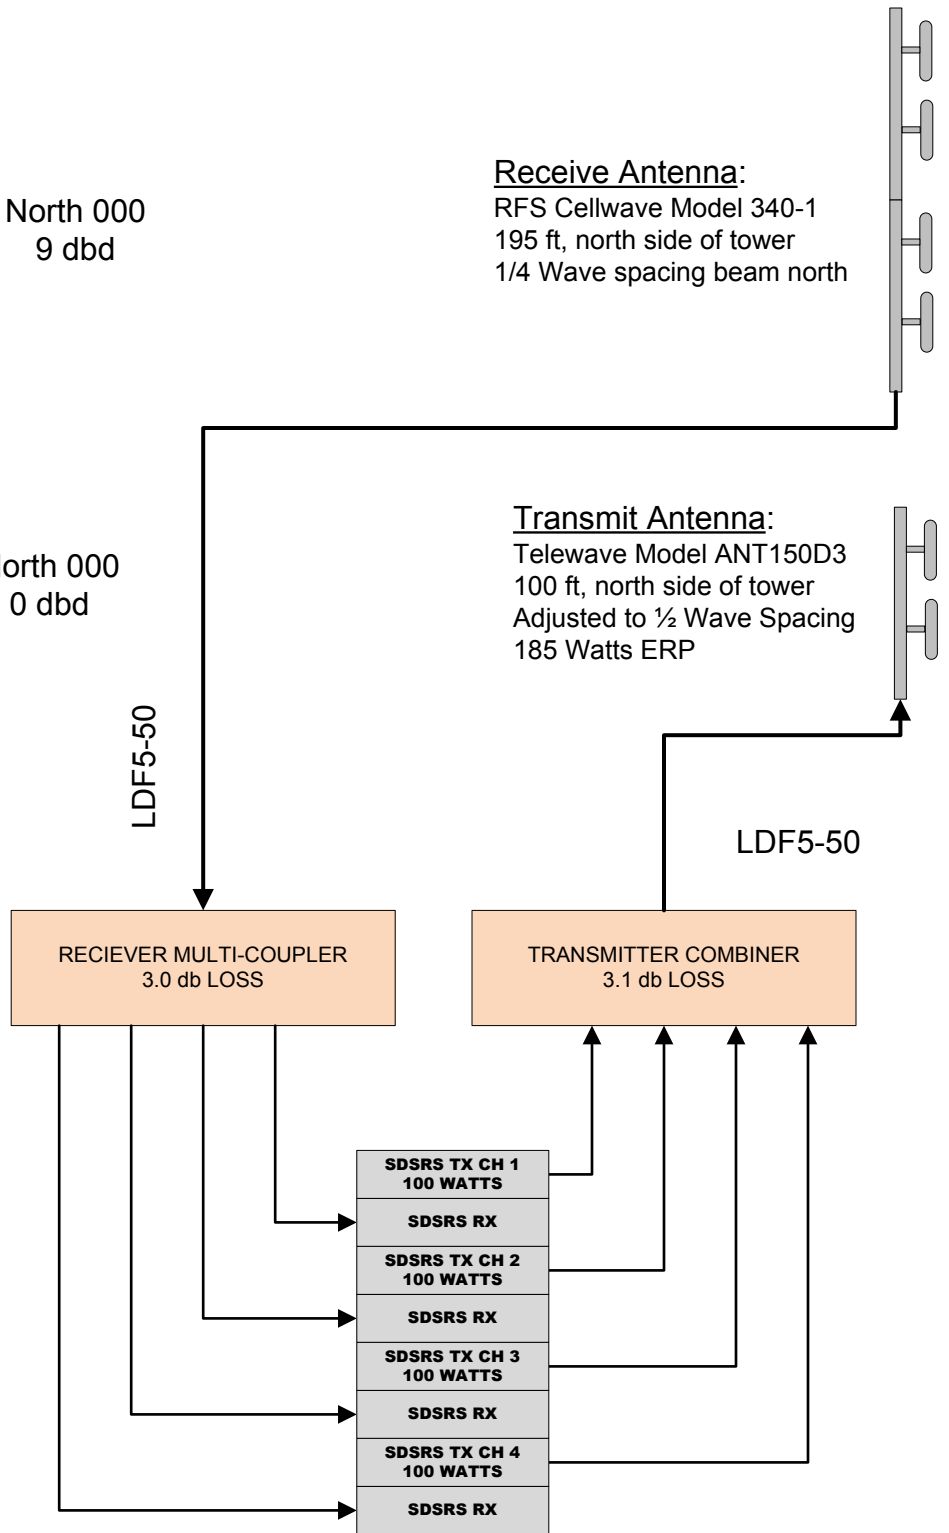 Receive Antenna:
RFS Cellwave Model 340-1
195 ft, north side of tower
1/4 Wave spacing beam north
North 000
9 dbd
Transmit Antenna:
Telewave Model ANT150D3
100 ft, north side of tower
Adjusted to ½ Wave Spacing
185 Watts ERP
orth 000
0 dbd
LDF5-50
LDF5-50
RECIEVER MULTI-COUPLER
3.0 db LOSS
TRANSMITTER COMBINER
3.1 db LOSS
SDSRS TX CH 1
100 WATTS
SDSRS RX
SDSRS TX CH 2
100 WATTS
SDSRS RX
SDSRS TX CH 3
100 WATTS
SDSRS RX
SDSRS TX CH 4
100 WATTS
SDSRS RX